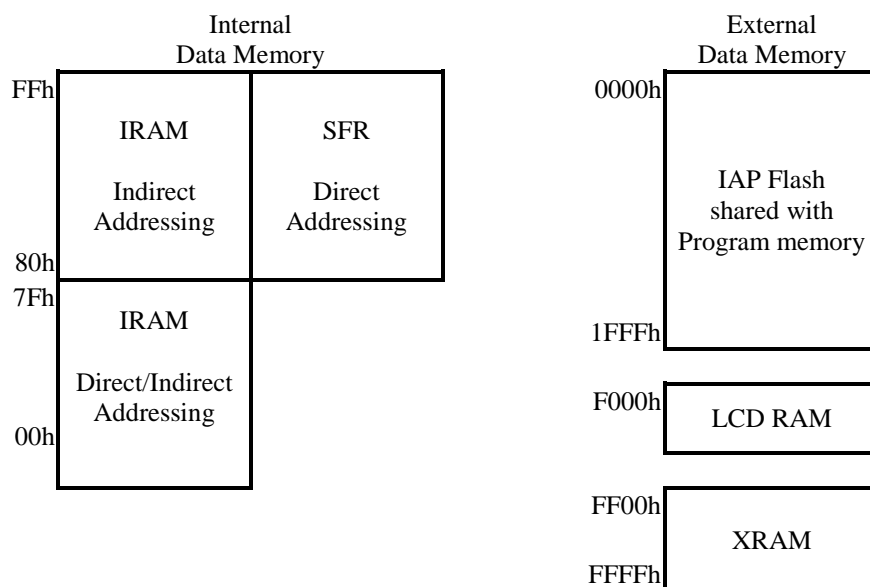 Internal
Data Memory
FFh
IRAM
SFR
Indirect
Addressing
Direct
Addressing
80h
7Fh
IRAM
Direct/Indirect
Addressing
00h
External
Data Memory
0000h
IAP Flash
shared with
Program memory
1FFFh
F000h
LCD RAM
FF00h
XRAM
FFFFh